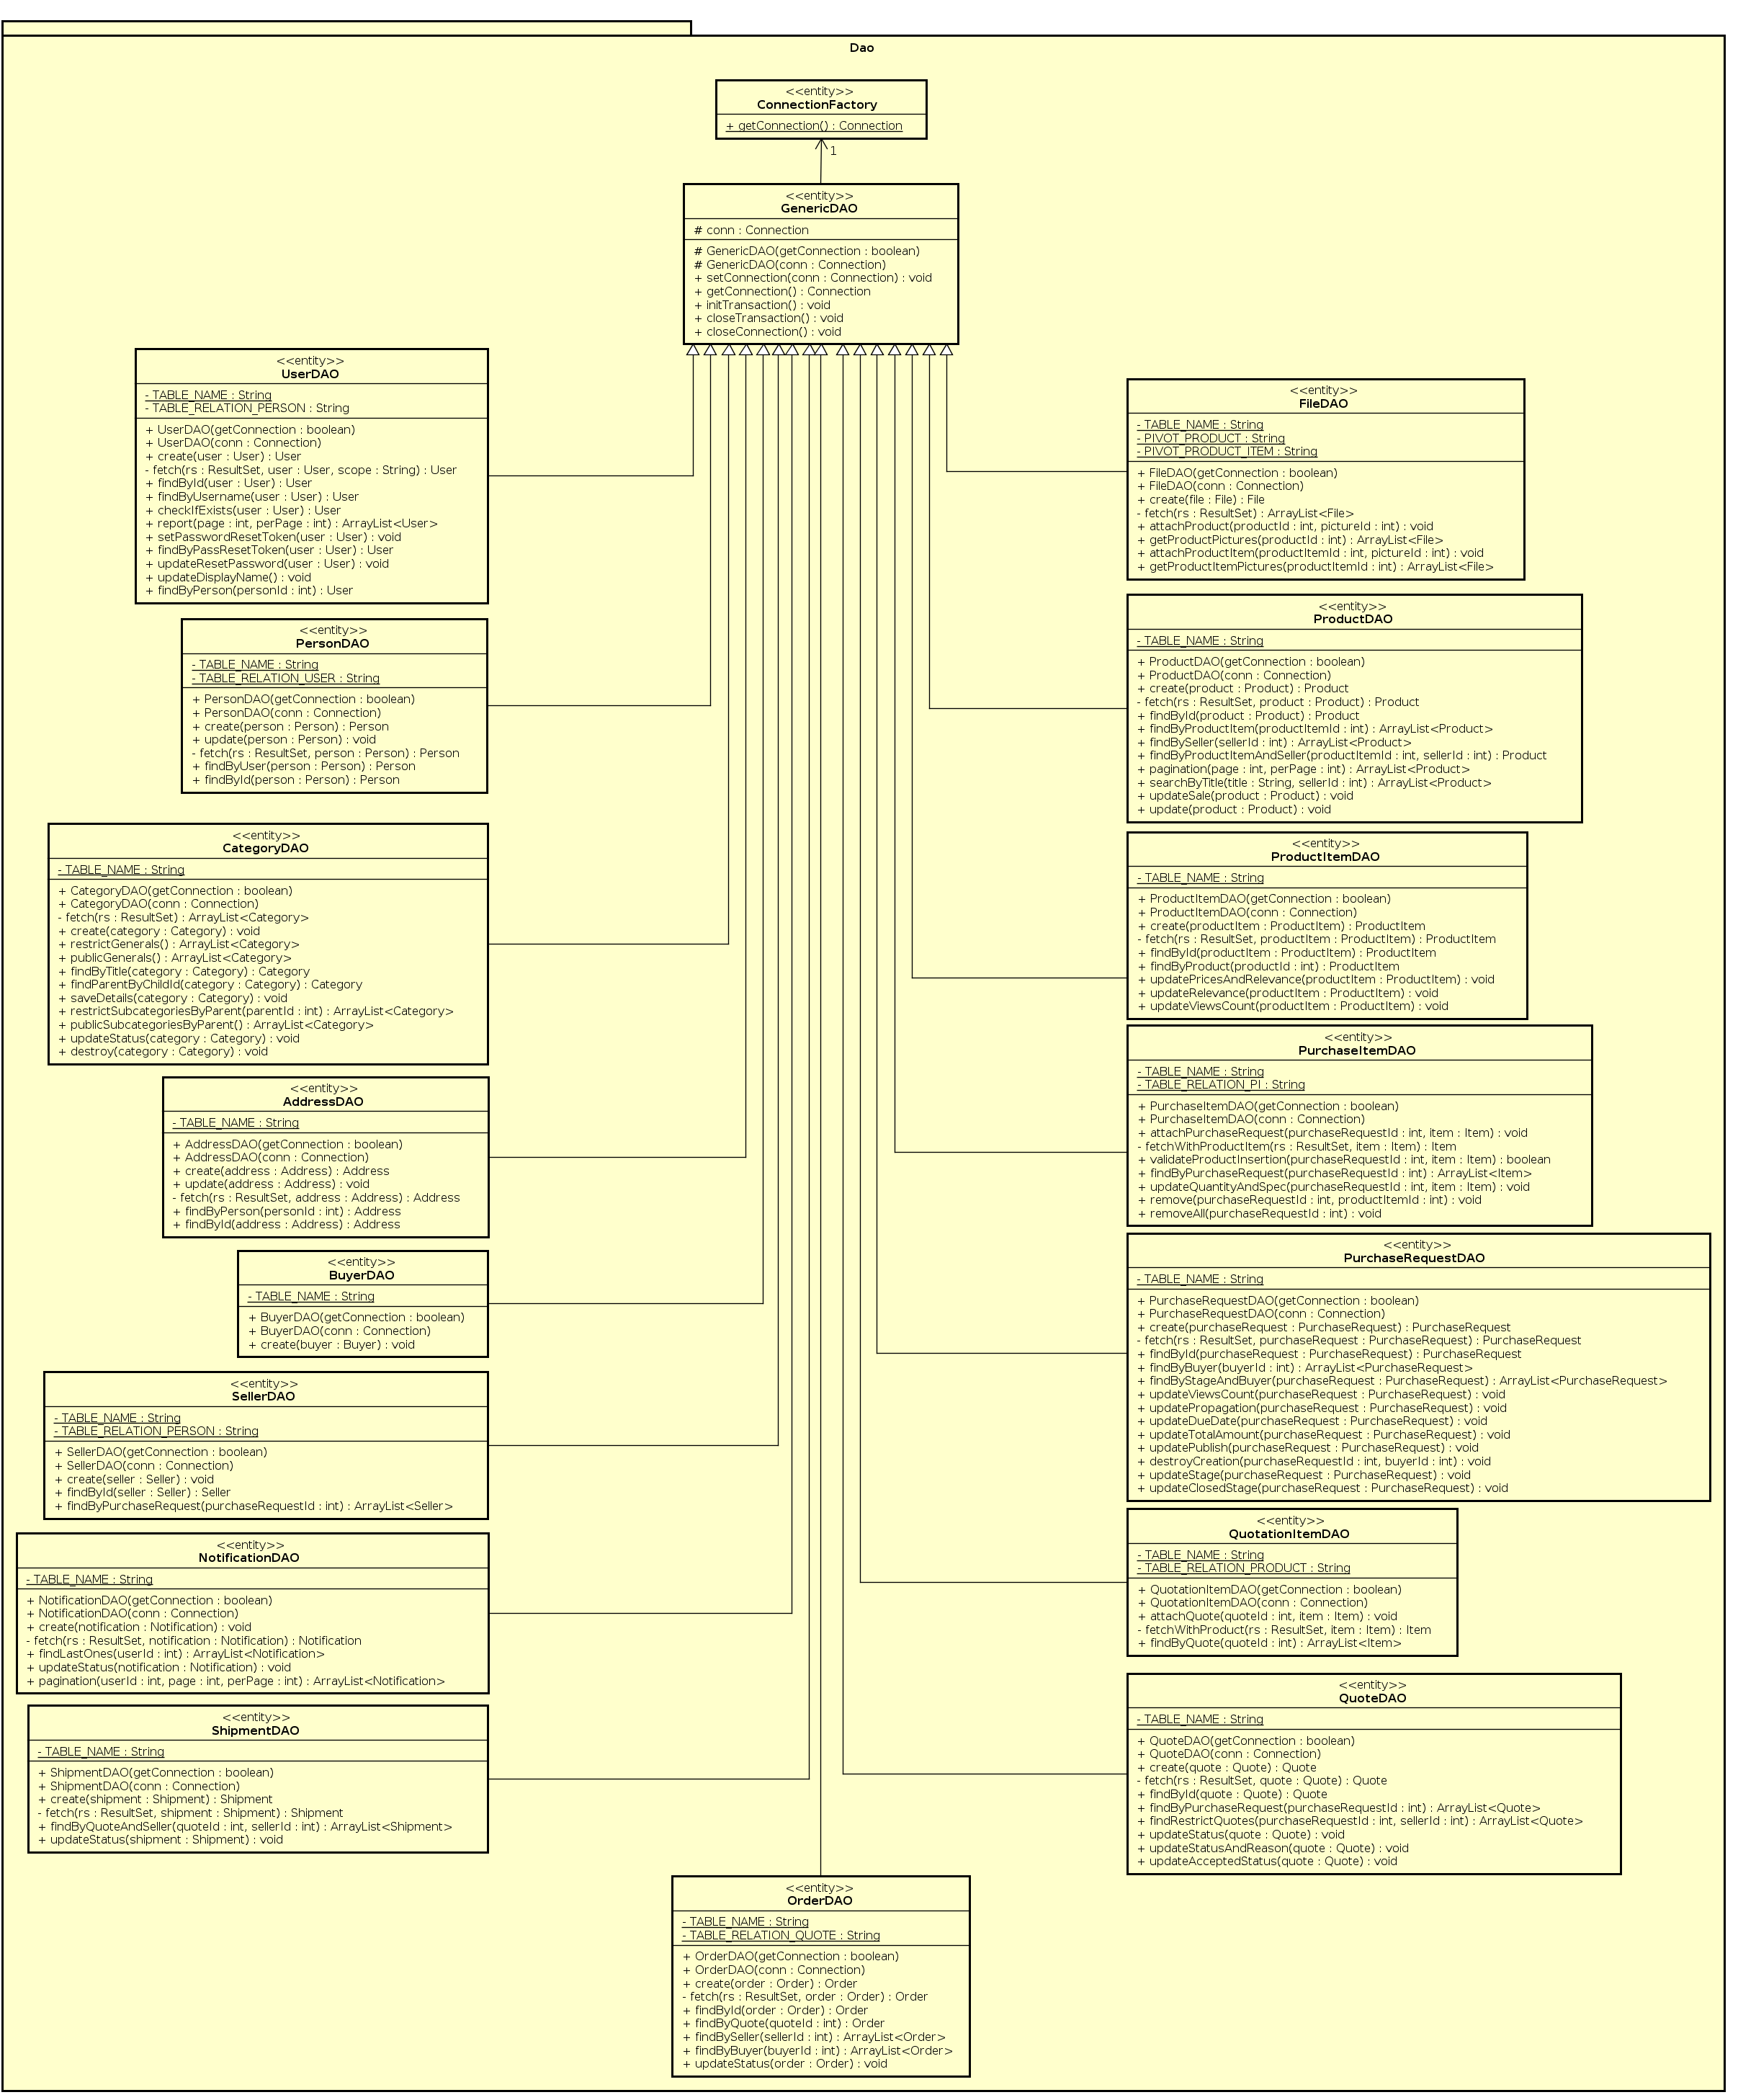 Dao
<<entity>>
ConnectionFactory
+ getConnection() : Connection
1
<<entity>>
GenericDAO
# conn : Connection
# GenericDAO(getConnection : boolean)
# GenericDAO(conn : Connection)
+ setConnection(conn : Connection) : void
+ getConnection() : Connection
+ initTransaction() : void
+ closeTransaction() : void
+ closeConnection() : void
<<entity>>
UserDAO
- TABLE_NAME : String
- TABLE_RELATION_PERSON : String
+ UserDAO(getConnection : boolean)
+ UserDAO(conn : Connection)
+ create(user : User) : User
- fetch(rs : ResultSet, user : User, scope : String) : User
+ findById(user : User) : User
+ findByUsername(user : User) : User
+ checkIfExists(user : User) : User
+ report(page : int, perPage : int) : ArrayList<User>
+ setPasswordResetToken(user : User) : void
+ findByPassResetToken(user : User) : User
+ updateResetPassword(user : User) : void
+ updateDisplayName() : void
+ findByPerson(personId : int) : User
<<entity>>
PersonDAO
- TABLE_NAME : String
- TABLE_RELATION_USER : String
+ PersonDAO(getConnection : boolean)
+ PersonDAO(conn : Connection)
+ create(person : Person) : Person
+ update(person : Person) : void
- fetch(rs : ResultSet, person : Person) : Person
+ findByUser(person : Person) : Person
+ findById(person : Person) : Person
<<entity>>
CategoryDAO
- TABLE_NAME : String
+ CategoryDAO(getConnection : boolean)
+ CategoryDAO(conn : Connection)
- fetch(rs : ResultSet) : ArrayList<Category>
+ create(category : Category) : void
+ restrictGenerals() : ArrayList<Category>
+ publicGenerals() : ArrayList<Category>
+ findByTitle(category : Category) : Category
+ findParentByChildId(category : Category) : Category
+ saveDetails(category : Category) : void
+ restrictSubcategoriesByParent(parentId : int) : ArrayList<Category>
+ publicSubcategoriesByParent() : ArrayList<Category>
+ updateStatus(category : Category) : void
+ destroy(category : Category) : void
<<entity>>
AddressDAO
- TABLE_NAME : String
+ AddressDAO(getConnection : boolean)
+ AddressDAO(conn : Connection)
+ create(address : Address) : Address
+ update(address : Address) : void
- fetch(rs : ResultSet, address : Address) : Address
+ findByPerson(personId : int) : Address
+ findById(address : Address) : Address
<<entity>>
BuyerDAO
- TABLE_NAME : String
+ BuyerDAO(getConnection : boolean)
+ BuyerDAO(conn : Connection)
+ create(buyer : Buyer) : void
<<entity>>
SellerDAO
- TABLE_NAME : String
- TABLE_RELATION_PERSON : String
+ SellerDAO(getConnection : boolean)
+ SellerDAO(conn : Connection)
+ create(seller : Seller) : void
+ findById(seller : Seller) : Seller
+ findByPurchaseRequest(purchaseRequestId : int) : ArrayList<Seller>
<<entity>>
NotificationDAO
- TABLE_NAME : String
+ NotificationDAO(getConnection : boolean)
+ NotificationDAO(conn : Connection)
+ create(notification : Notification) : void
- fetch(rs : ResultSet, notification : Notification) : Notification
+ findLastOnes(userId : int) : ArrayList<Notification>
+ updateStatus(notification : Notification) : void
+ pagination(userId : int, page : int, perPage : int) : ArrayList<Notification>
<<entity>>
ShipmentDAO
- TABLE_NAME : String
+ ShipmentDAO(getConnection : boolean)
+ ShipmentDAO(conn : Connection)
+ create(shipment : Shipment) : Shipment
- fetch(rs : ResultSet, shipment : Shipment) : Shipment
+ findByQuoteAndSeller(quoteId : int, sellerId : int) : ArrayList<Shipment>
+ updateStatus(shipment : Shipment) : void
<<entity>>
FileDAO
- TABLE_NAME : String
- PIVOT_PRODUCT : String
- PIVOT_PRODUCT_ITEM : String
+ FileDAO(getConnection : boolean)
+ FileDAO(conn : Connection)
+ create(file : File) : File
- fetch(rs : ResultSet) : ArrayList<File>
+ attachProduct(productId : int, pictureId : int) : void
+ getProductPictures(productId : int) : ArrayList<File>
+ attachProductItem(productItemId : int, pictureId : int) : void
+ getProductItemPictures(productItemId : int) : ArrayList<File>
<<entity>>
ProductDAO
- TABLE_NAME : String
+ ProductDAO(getConnection : boolean)
+ ProductDAO(conn : Connection)
+ create(product : Product) : Product
- fetch(rs : ResultSet, product : Product) : Product
+ findById(product : Product) : Product
+ findByProductItem(productItemId : int) : ArrayList<Product>
+ findBySeller(sellerId : int) : ArrayList<Product>
+ findByProductItemAndSeller(productItemId : int, sellerId : int) : Product
+ pagination(page : int, perPage : int) : ArrayList<Product>
+ searchByTitle(title : String, sellerId : int) : ArrayList<Product>
+ updateSale(product : Product) : void
+ update(product : Product) : void
<<entity>>
ProductItemDAO
- TABLE_NAME : String
+ ProductItemDAO(getConnection : boolean)
+ ProductItemDAO(conn : Connection)
+ create(productItem : ProductItem) : ProductItem
- fetch(rs : ResultSet, productItem : ProductItem) : ProductItem
+ findById(productItem : ProductItem) : ProductItem
+ findByProduct(productId : int) : ProductItem
+ updatePricesAndRelevance(productItem : ProductItem) : void
+ updateRelevance(productItem : ProductItem) : void
+ updateViewsCount(productItem : ProductItem) : void
<<entity>>
PurchaseItemDAO
- TABLE_NAME : String
- TABLE_RELATION_PI : String
+ PurchaseItemDAO(getConnection : boolean)
+ PurchaseItemDAO(conn : Connection)
+ attachPurchaseRequest(purchaseRequestId : int, item : Item) : void
- fetchWithProductItem(rs : ResultSet, item : Item) : Item
+ validateProductInsertion(purchaseRequestId : int, item : Item) : boolean
+ findByPurchaseRequest(purchaseRequestId : int) : ArrayList<Item>
+ updateQuantityAndSpec(purchaseRequestId : int, item : Item) : void
+ remove(purchaseRequestId : int, productItemId : int) : void
+ removeAll(purchaseRequestId : int) : void
<<entity>>
PurchaseRequestDAO
- TABLE_NAME : String
+ PurchaseRequestDAO(getConnection : boolean)
+ PurchaseRequestDAO(conn : Connection)
+ create(purchaseRequest : PurchaseRequest) : PurchaseRequest
- fetch(rs : ResultSet, purchaseRequest : PurchaseRequest) : PurchaseRequest
+ findById(purchaseRequest : PurchaseRequest) : PurchaseRequest
+ findByBuyer(buyerId : int) : ArrayList<PurchaseRequest>
+ findByStageAndBuyer(purchaseRequest : PurchaseRequest) : ArrayList<PurchaseRequest>
+ updateViewsCount(purchaseRequest : PurchaseRequest) : void
+ updatePropagation(purchaseRequest : PurchaseRequest) : void
+ updateDueDate(purchaseRequest : PurchaseRequest) : void
+ updateTotalAmount(purchaseRequest : PurchaseRequest) : void
+ updatePublish(purchaseRequest : PurchaseRequest) : void
+ destroyCreation(purchaseRequestId : int, buyerId : int) : void
+ updateStage(purchaseRequest : PurchaseRequest) : void
+ updateClosedStage(purchaseRequest : PurchaseRequest) : void
<<entity>>
QuotationItemDAO
- TABLE_NAME : String
- TABLE_RELATION_PRODUCT : String
+ QuotationItemDAO(getConnection : boolean)
+ QuotationItemDAO(conn : Connection)
+ attachQuote(quoteId : int, item : Item) : void
- fetchWithProduct(rs : ResultSet, item : Item) : Item
+ findByQuote(quoteId : int) : ArrayList<Item>
<<entity>>
QuoteDAO
- TABLE_NAME : String
+ QuoteDAO(getConnection : boolean)
+ QuoteDAO(conn : Connection)
+ create(quote : Quote) : Quote
- fetch(rs : ResultSet, quote : Quote) : Quote
+ findById(quote : Quote) : Quote
+ findByPurchaseRequest(purchaseRequestId : int) : ArrayList<Quote>
+ findRestrictQuotes(purchaseRequestId : int, sellerId : int) : ArrayList<Quote>
+ updateStatus(quote : Quote) : void
+ updateStatusAndReason(quote : Quote) : void
+ updateAcceptedStatus(quote : Quote) : void
<<entity>>
OrderDAO
- TABLE_NAME : String
- TABLE_RELATION_QUOTE : String
+ OrderDAO(getConnection : boolean)
+ OrderDAO(conn : Connection)
+ create(order : Order) : Order
- fetch(rs : ResultSet, order : Order) : Order
+ findById(order : Order) : Order
+ findByQuote(quoteId : int) : Order
+ findBySeller(sellerId : int) : ArrayList<Order>
+ findByBuyer(buyerId : int) : ArrayList<Order>
+ updateStatus(order : Order) : void